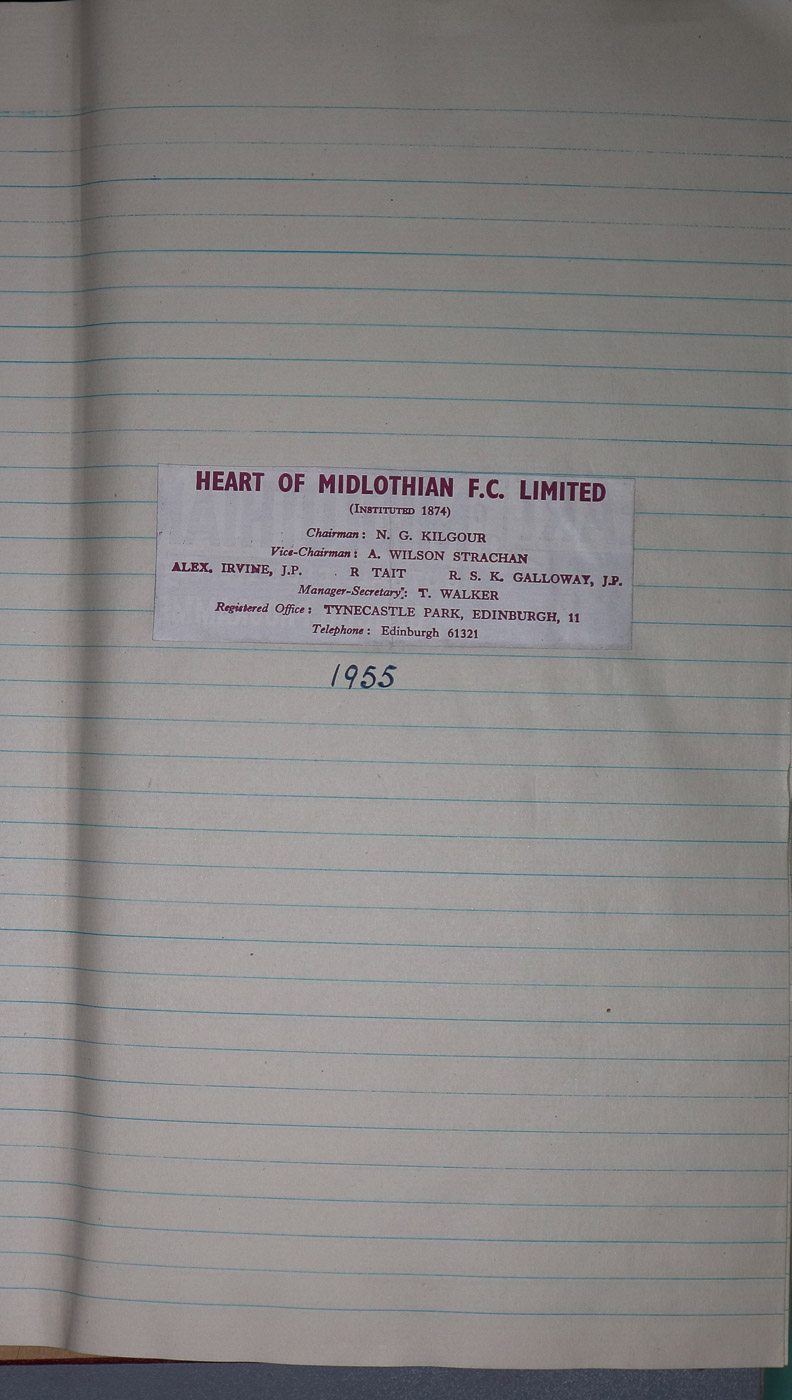 HEART OF MIDLOTHIAN F.C. LIMITED
(INSTITUTED 1874)
Chairman : N. G. KILGOUR
Vice-Chairman : A. WILSON STRACHAN
ALEX. IRVINE, J.P. R TAIT R. S. K. GALLOWAY, J.P.
Manager-Secretary : T. WALKER
Registered Office : TYNECASTLE PARK, EDINBURGH, 11
Telephone : Edinburgh 61321
1955